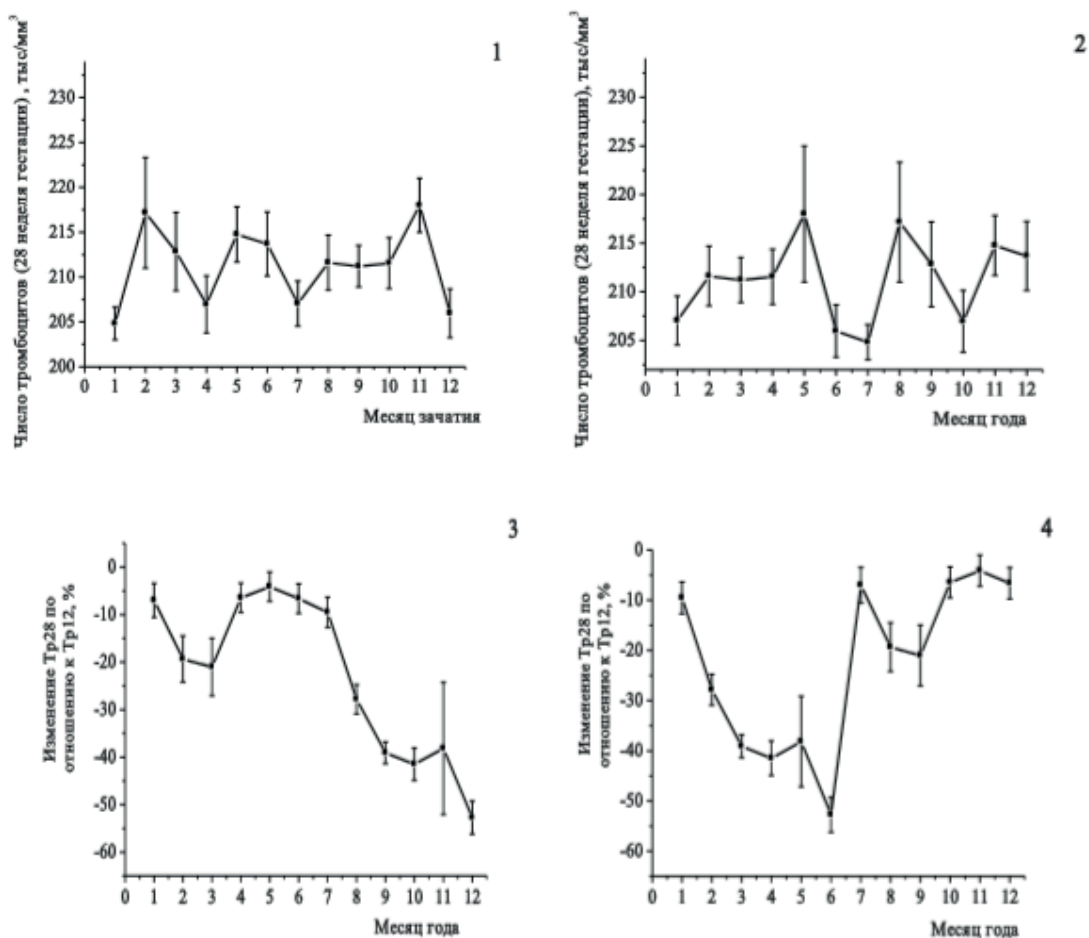 1
Число тромбоцитов (28 неделя гестации) , тыс/мм³
230
225
220
215
210
205
200
0 1 2 3 4 5 6 7 8 9 10 11 12
Месяц зачатия
2
Число тромбоцитов (28 неделя гестации), тыс/мм³
230
225
220
215
210
205
0 1 2 3 4 5 6 7 8 9 10 11 12
Месяц года
3
Изменение Тр28 по
отношению к Тр12, %
0
-10
-20
-30
-40
-50
-60
0 1 2 3 4 5 6 7 8 9 10 11 12
Месяц года
4
Изменение Тр28 по
отношению к Тр12, %
0
-10
-20
-30
-40
-50
-60
0 1 2 3 4 5 6 7 8 9 10 11 12
Месяц года